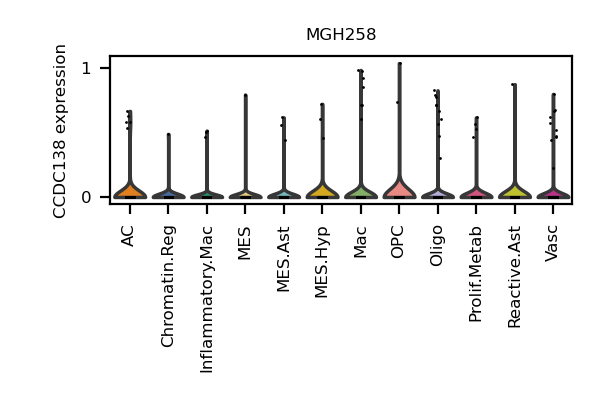 MGH258
CCDC138 expression
1
0
AC
Chromatin.Reg
Inflammatory.Mac
MES
MES.Ast
MES.Hyp
Mac
OPC
Oligo
Prolif.Metab
Reactive.Ast
Vasc